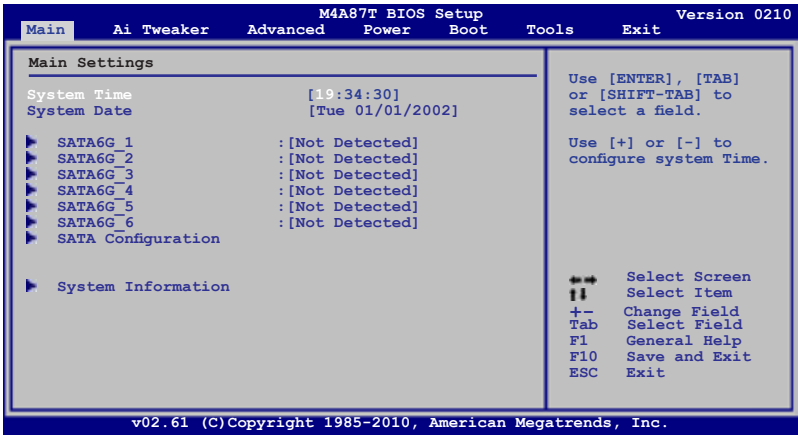 M4A87T BIOS Setup Version 0210
Main Ai Tweaker Advanced Power Boot Tools Exit
Main Settings
System Time [19:34:30]
System Date [Tue 01/01/2002]
SATA6G_1 :[Not Detected]
SATA6G_2 :[Not Detected]
SATA6G_3 :[Not Detected]
SATA6G_4 :[Not Detected]
SATA6G_5 :[Not Detected]
SATA6G_6 :[Not Detected]
SATA Configuration
System Information
Use [ENTER], [TAB]
or [SHIFT-TAB] to
select a field.
Use [+] or [-] to
configure system Time.
Select Screen
Select Item
+- Change Field
Tab Select Field
F1 General Help
F10 Save and Exit
ESC Exit
v02.61 (C)Copyright 1985-2010, American Megatrends, Inc.